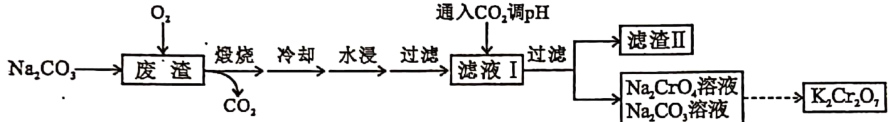 O₂
通入CO₂调pH
Na₂CO₃
废渣
煅烧
冷却
水浸
过滤
滤液Ⅰ
过滤
滤渣Ⅱ
CO₂
Na₂CrO₄溶液
Na₂CO₃溶液
K₂Cr₂O₇